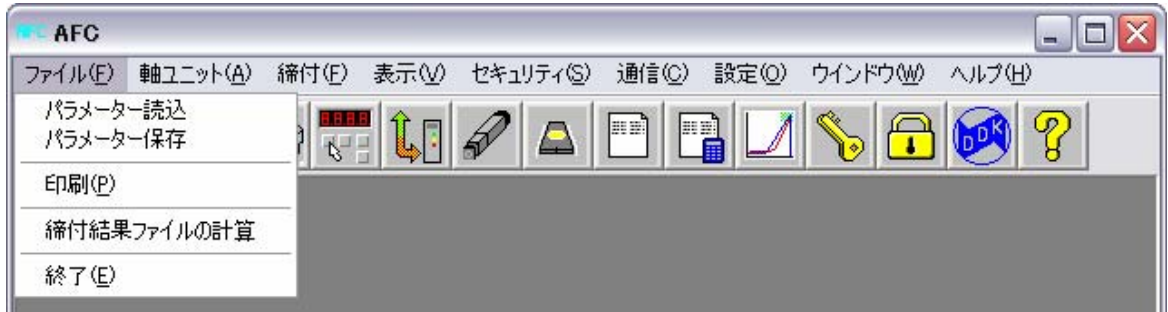 AFC AFC
ファイル(F) 軸ユニット(A) 締付(F) 表示(V) セキュリティ(S) 通信(C) 設定(O) ウインドウ(W) ヘルプ(H)
パラメーター読込
パラメーター保存
8888
DDK
?
印刷(P)
締付結果ファイルの計算
終了(E)